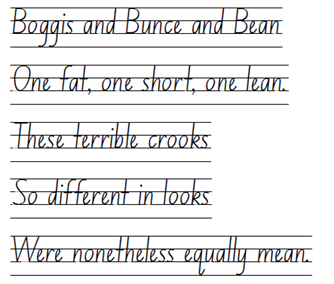 Boggis and Bunce and Bean
One fat, one short, one lean.
These terrible crooks
So different in looks
Were nonetheless equally mean.